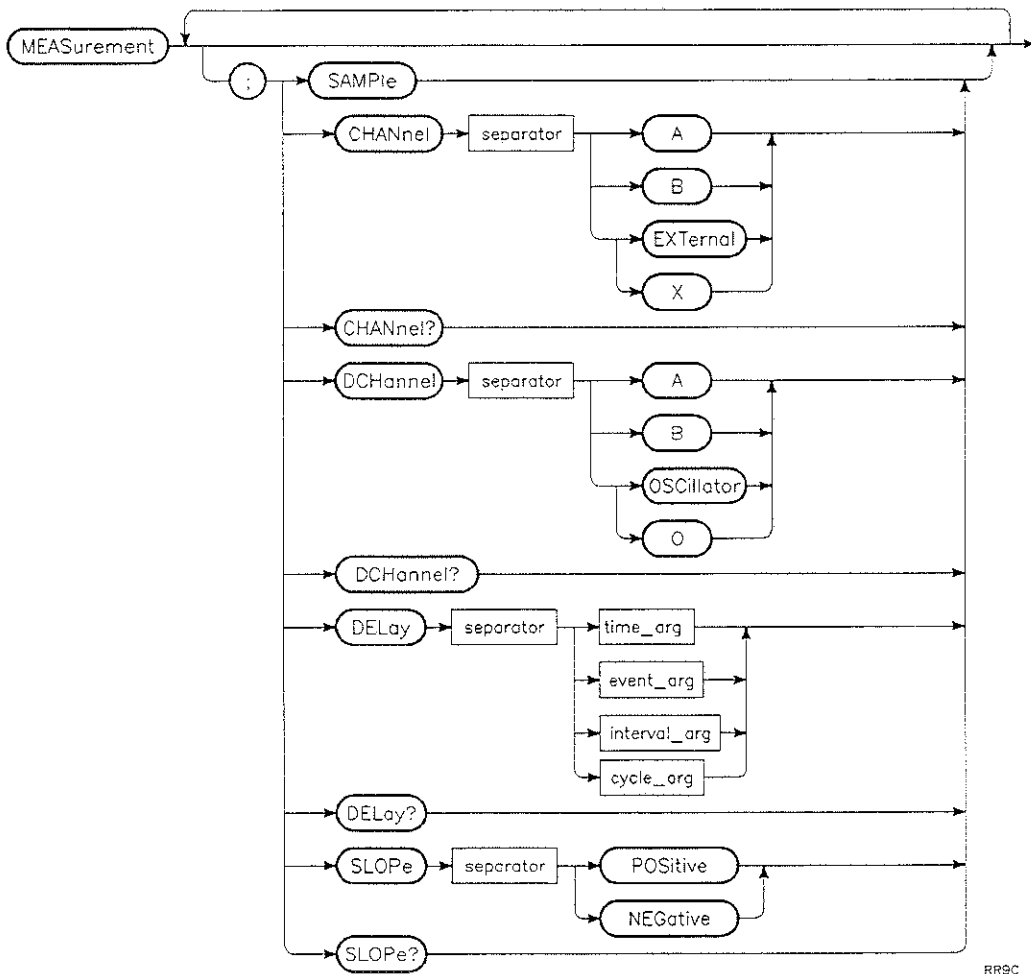 MEASurement
; SAMPle
CHANnel separator A
B
EXTernal
X
CHANnel?
DCHannel separator A
B
OSCillator
O
DCHannel?
DELay separator time_arg
event_arg
interval_arg
cycle_arg
DELay?
SLOPe separator POSitive
NEGative
SLOPe?
RR9C